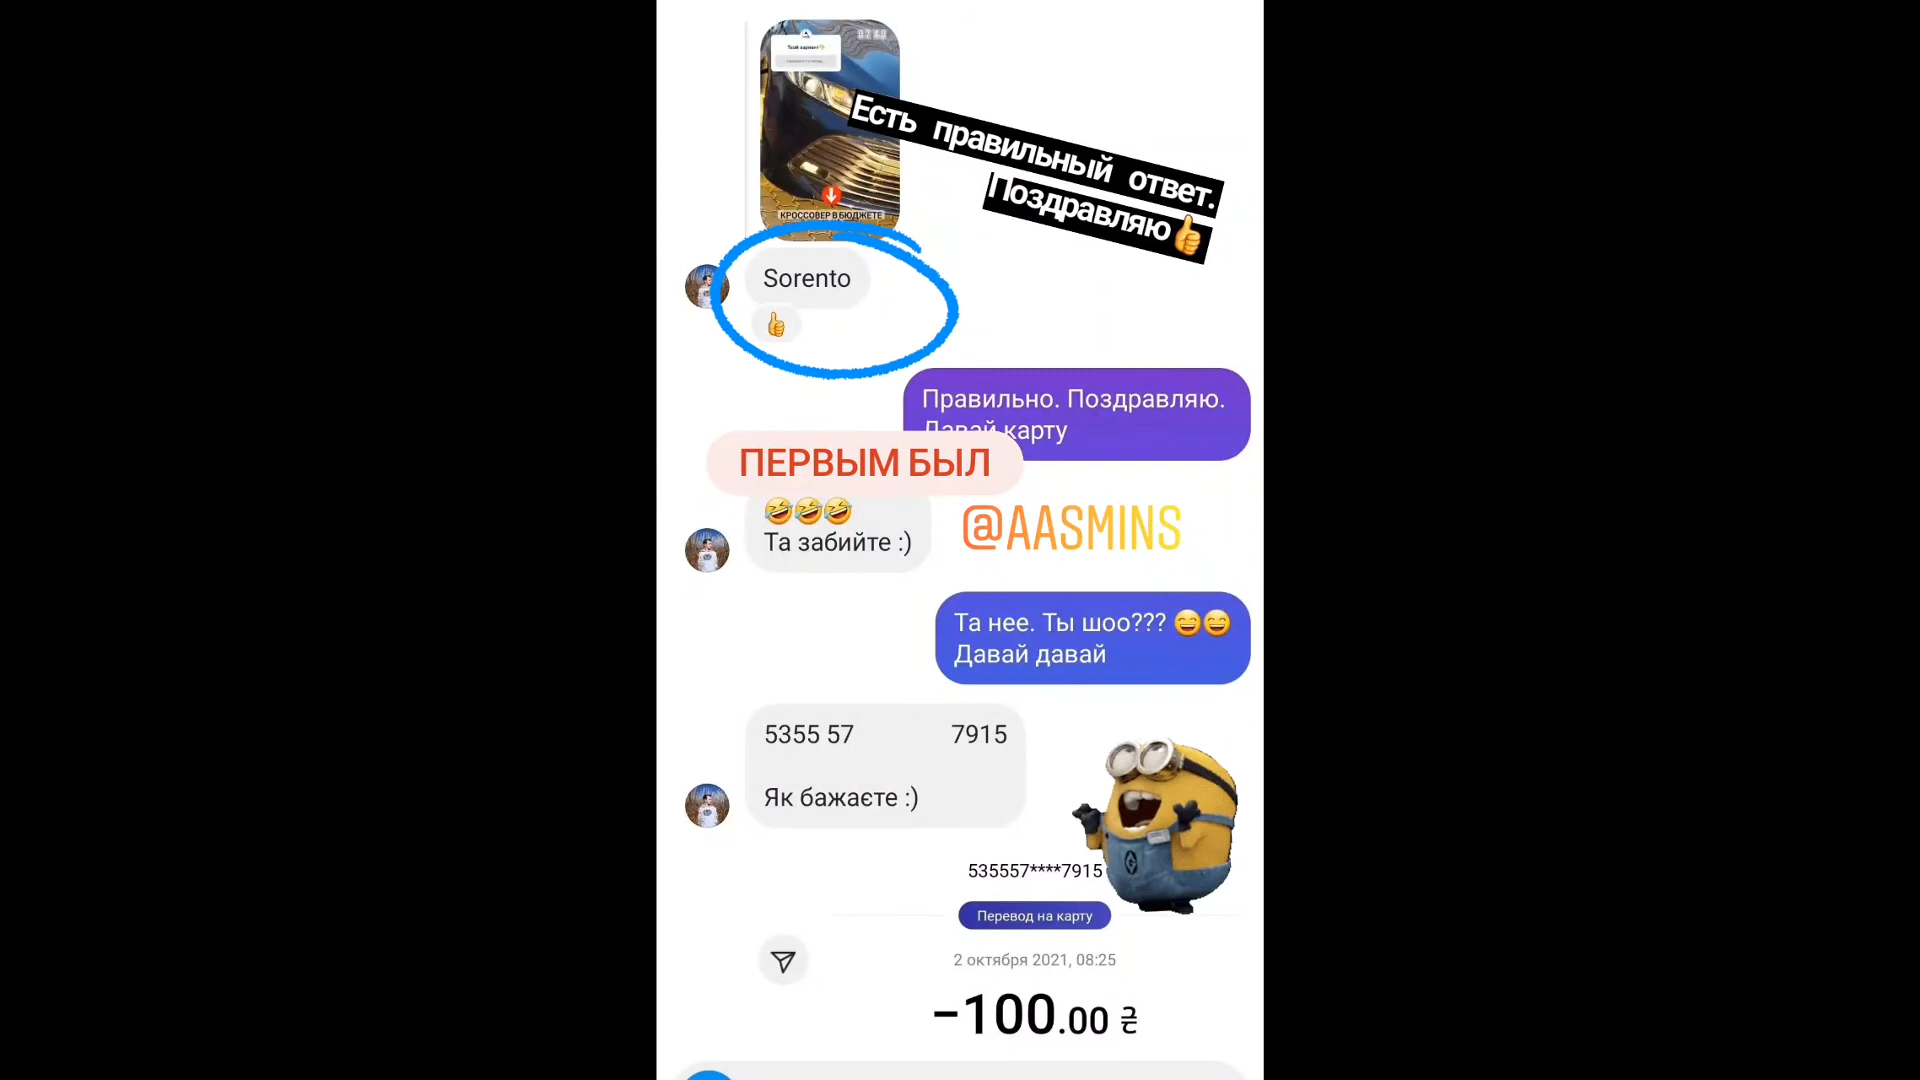 Твой вариант
КРОССОВЕР В БЮДЖЕТЕ
Есть правильный ответ.
Поздравляю👍
Sorento
👍
Правильно. Поздравляю.
Давай карту
ПЕРВЫМ БЫЛ
🤣🤣🤣
Та забийте :)
@AASMINS
Та нее. Ты шоо??? 😄😄
Давай давай
5355 57 7915
Як бажаєте :)
535557****7915
Перевод на карту
2 октября 2021, 08:25
−100.00 ₴